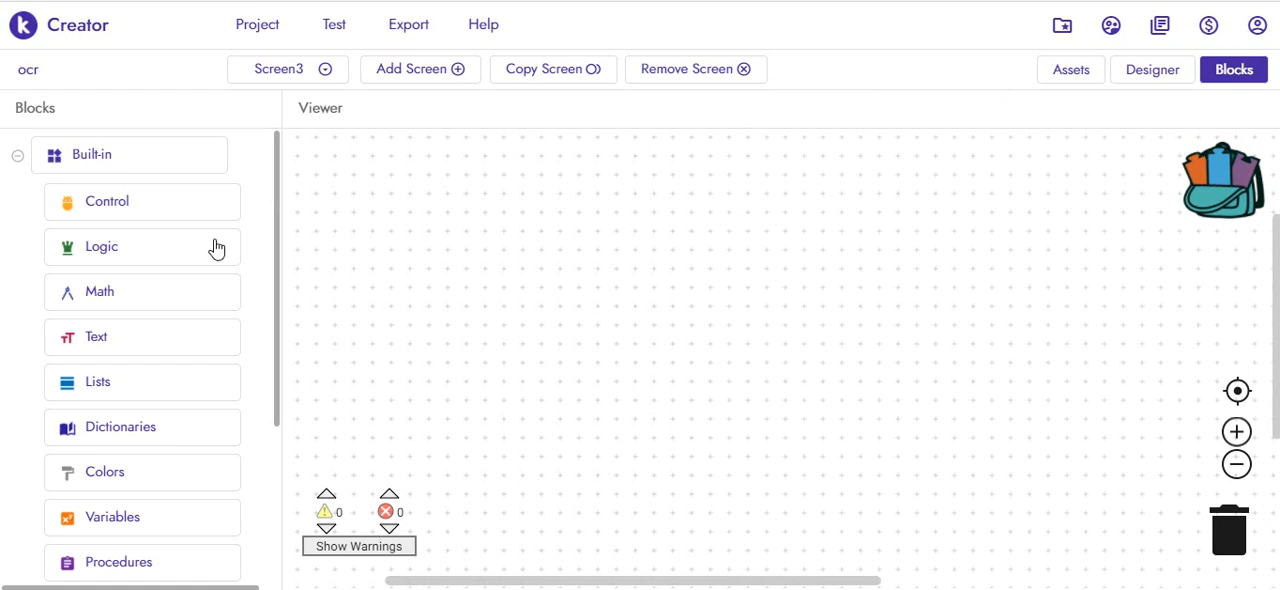 k Creator Project Test Export Help
ocr Screen3 Add Screen Copy Screen Remove Screen Assets Designer Blocks
Blocks Viewer
Built-in
Control
Logic
Math
Text
Lists
Dictionaries
Colors
Variables
Procedures
0 0
Show Warnings